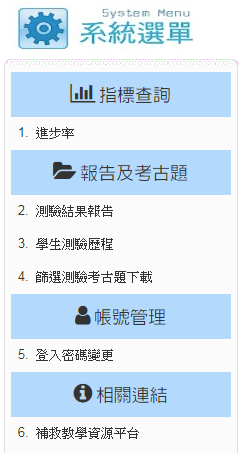 System Menu
系統選單
指標查詢
1. 進步率
報告及考古題
2. 測驗結果報告
3. 學生測驗歷程
4. 篩選測驗考古題下載
帳號管理
5. 登入密碼變更
相關連結
6. 補救教學資源平台